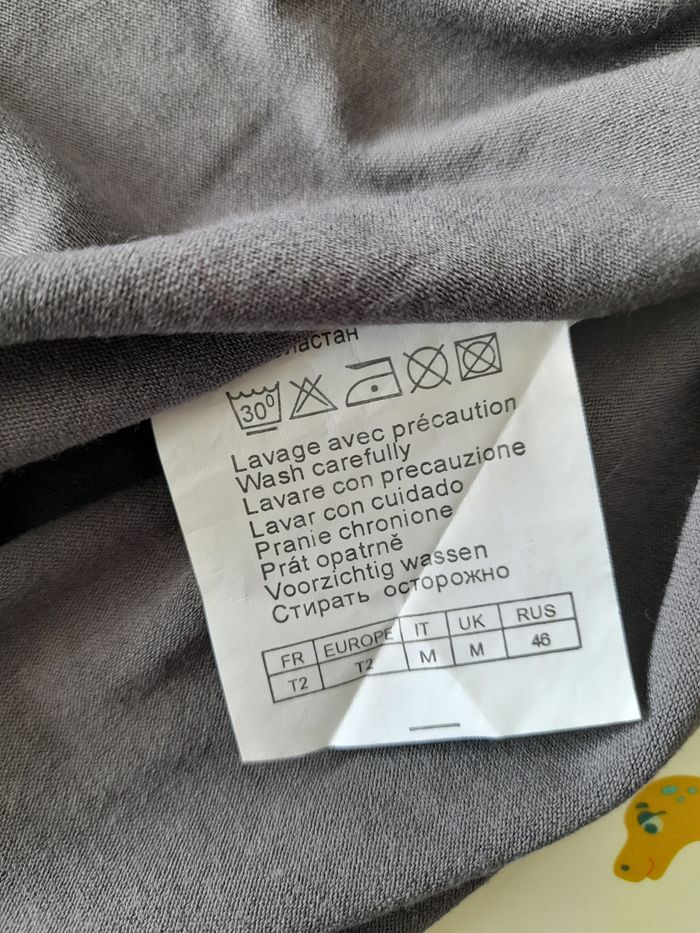 30⁰
Lavage avec précaution
Wash carefully
Lavare con precauzione
Lavar con cuidado
Pranie chronione
Prát opatrně
Voorzichtig wassen
Стирать осторожно
FR EUROPE IT UK RUS
T2 T2 M M 46